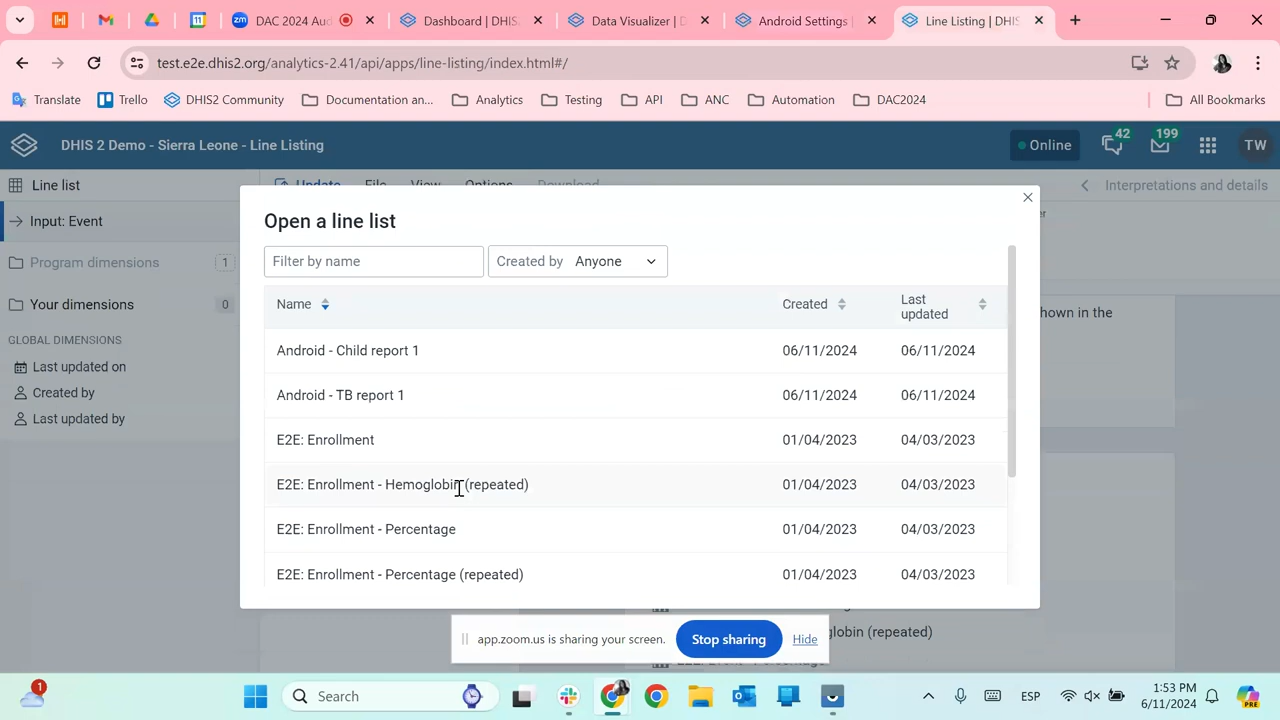 DAC 2024 Aud
Dashboard | DHIS
Data Visualizer | D
Android Settings
Line Listing | DHIS
test.e2e.dhis2.org/analytics-2.41/api/apps/line-listing/index.html#/
Translate
Trello
DHIS2 Community
Documentation an...
Analytics
Testing
API
ANC
Automation
DAC2024
All Bookmarks
DHIS 2 Demo - Sierra Leone - Line Listing
Online
42
199
TW
Line list
Update
File
View
Options
Download
Interpretations and details
Input: Event
Program dimensions
1
Your dimensions
0
GLOBAL DIMENSIONS
Last updated on
Created by
Last updated by
Open a line list
Filter by name
Created by Anyone
Name
Created
Last updated
Android - Child report 1
06/11/2024
06/11/2024
Android - TB report 1
06/11/2024
06/11/2024
E2E: Enrollment
01/04/2023
04/03/2023
E2E: Enrollment - Hemoglobin (repeated)
01/04/2023
04/03/2023
E2E: Enrollment - Percentage
01/04/2023
04/03/2023
E2E: Enrollment - Percentage (repeated)
01/04/2023
04/03/2023
hown in the
globin (repeated)
app.zoom.us is sharing your screen.
Stop sharing
Hide
1
Search
ESP
1:53 PM
6/11/2024
PRE